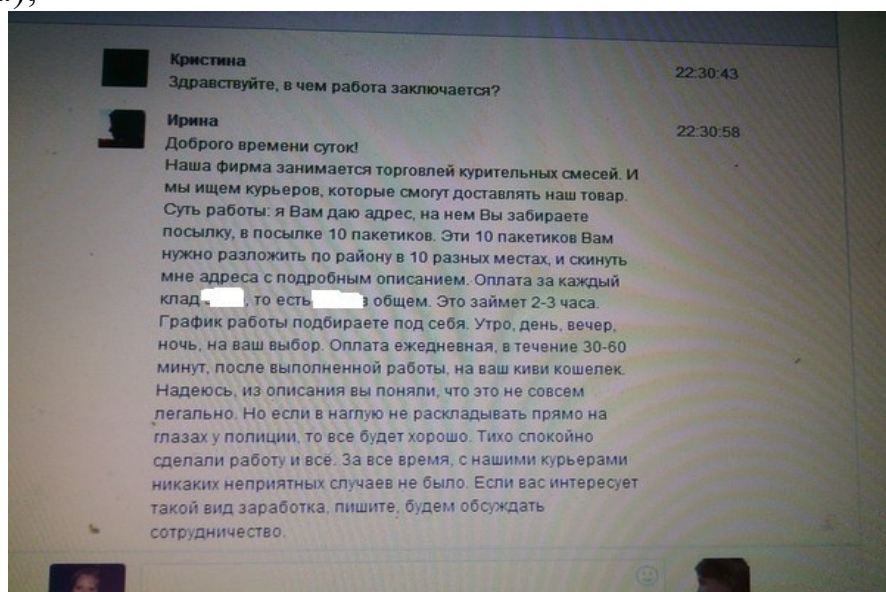 Кристина
22:30:43
Здравствуйте, в чем работа заключается?
Ирина
22:30:58
Доброго времени суток!
Наша фирма занимается торговлей курительных смесей. И
мы ищем курьеров, которые смогут доставлять наш товар.
Суть работы: я Вам даю адрес, на нем Вы забираете
посылку, в посылке 10 пакетиков. Эти 10 пакетиков Вам
нужно разложить по району в 10 разных местах, и скинуть
мне адреса с подробным описанием. Оплата за каждый
клад , то есть в общем. Это займет 2-3 часа.
График работы подбираете под себя. Утро, день, вечер,
ночь, на ваш выбор. Оплата ежедневная, в течение 30-60
минут, после выполненной работы, на ваш киви кошелек.
Надеюсь, из описания вы поняли, что это не совсем
легально. Но если в наглую не раскладывать прямо на
глазах у полиции, то все будет хорошо. Тихо спокойно
сделали работу и всё. За все время, с нашими курьерами
никаких неприятных случаев не было. Если вас интересует
такой вид заработка, пишите, будем обсуждать
сотрудничество.